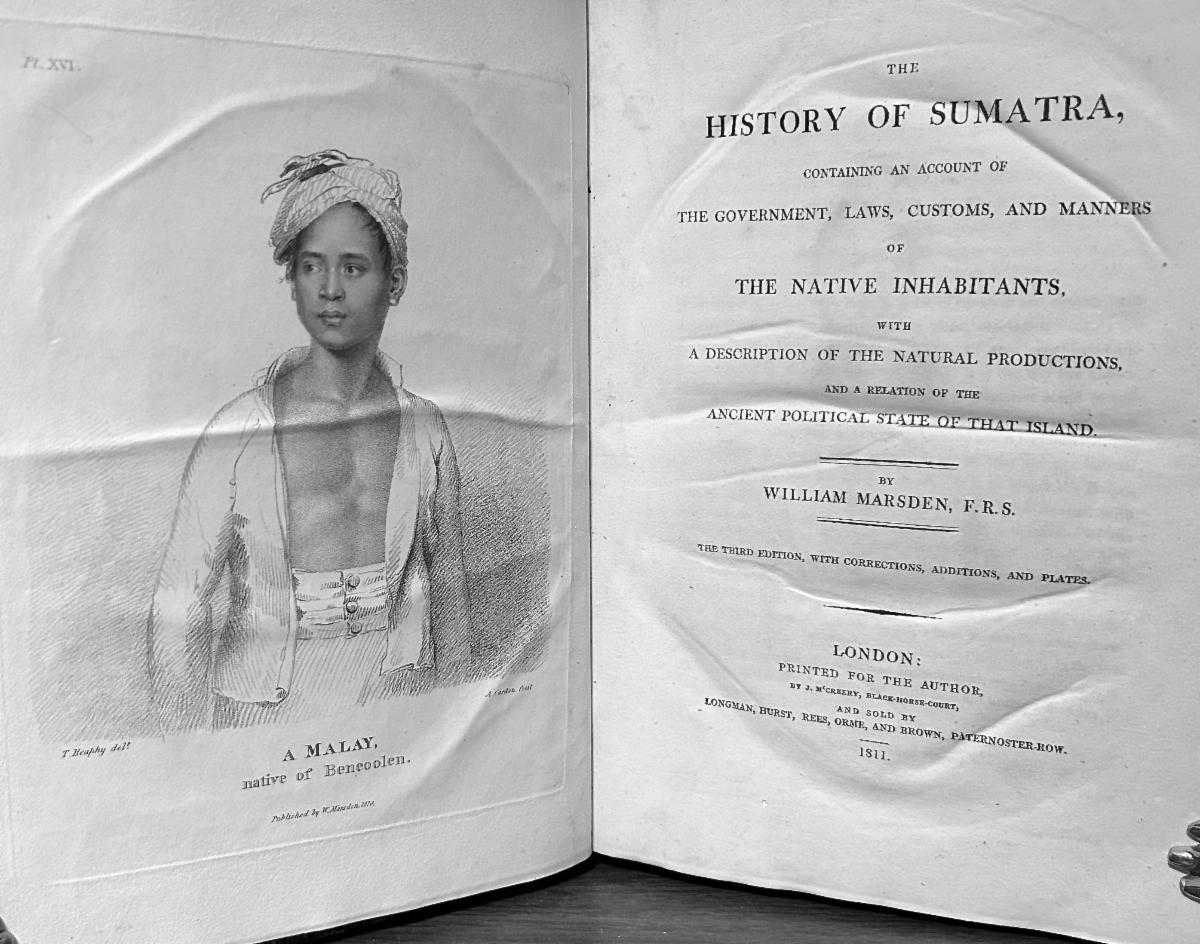 Pl. XVI.
A Cardon fecit
T Heaphy delt
A MALAY,
native of Bencoolen.
Published by W. Marsden, 1810.
THE
HISTORY OF SUMATRA,
CONTAINING AN ACCOUNT OF
THE GOVERNMENT, LAWS, CUSTOMS, AND MANNERS
OF
THE NATIVE INHABITANTS,
WITH
A DESCRIPTION OF THE NATURAL PRODUCTIONS,
AND A RELATION OF THE
ANCIENT POLITICAL STATE OF THAT ISLAND.
BY
WILLIAM MARSDEN, F.R.S.
THE THIRD EDITION, WITH CORRECTIONS, ADDITIONS, AND PLATES.
LONDON:
PRINTED FOR THE AUTHOR,
BY J. McCREERY, BLACK-HORSE-COURT,
AND SOLD BY
LONGMAN, HURST, REES, ORME, AND BROWN, PATERNOSTER-ROW.
1811.